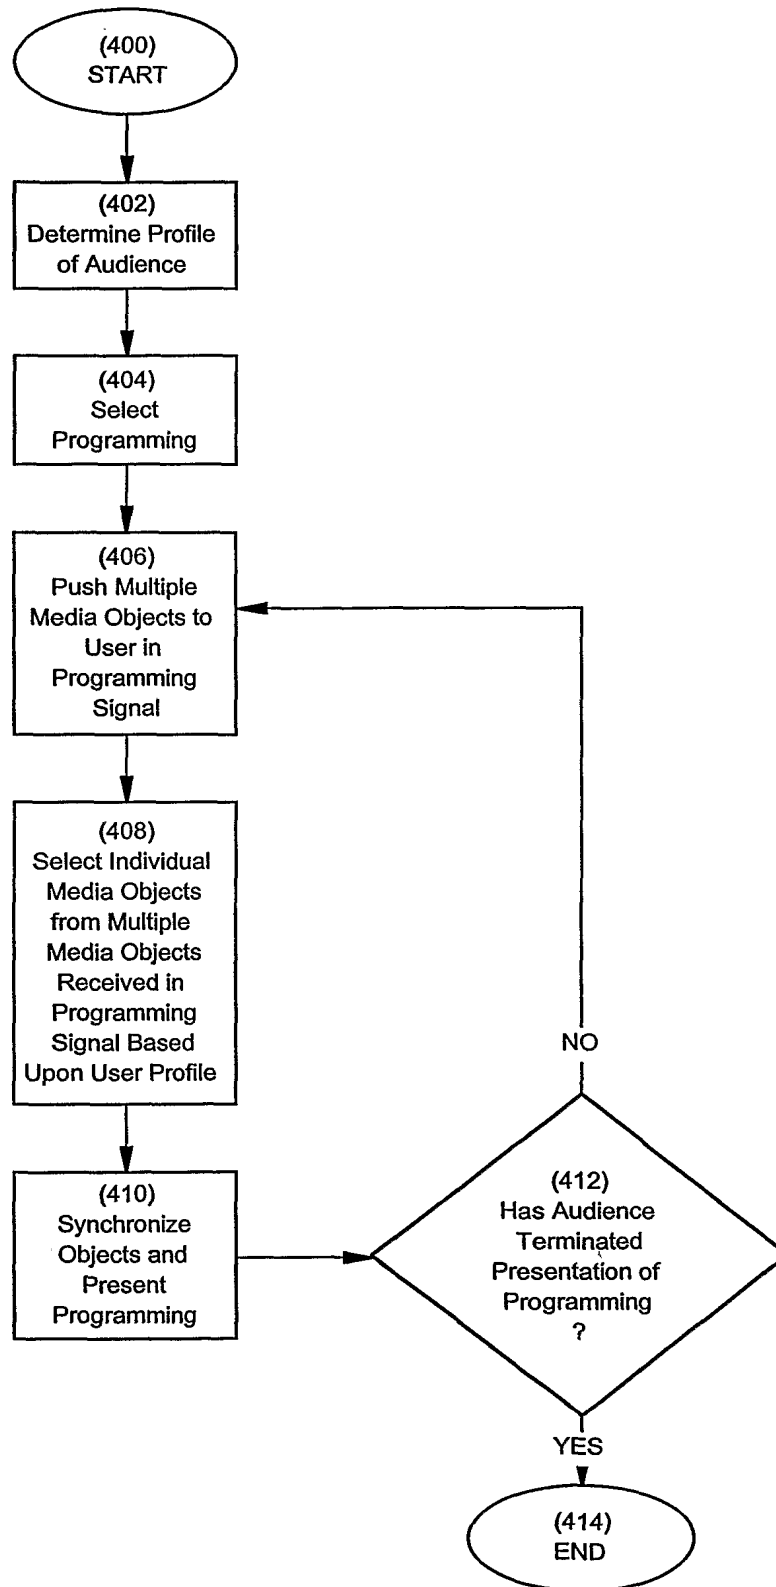 (400)
START
(402)
Determine Profile
of Audience
(404)
Select
Programming
(406)
Push Multiple
Media Objects to
User in
Programming
Signal
(408)
Select Individual
Media Objects
from Multiple
Media Objects
Received in
Programming
Signal Based
Upon User Profile
(410)
Synchronize
Objects and
Present
Programming
NO
(412)
Has Audience
Terminated
Presentation of
Programming
?
YES
(414)
END